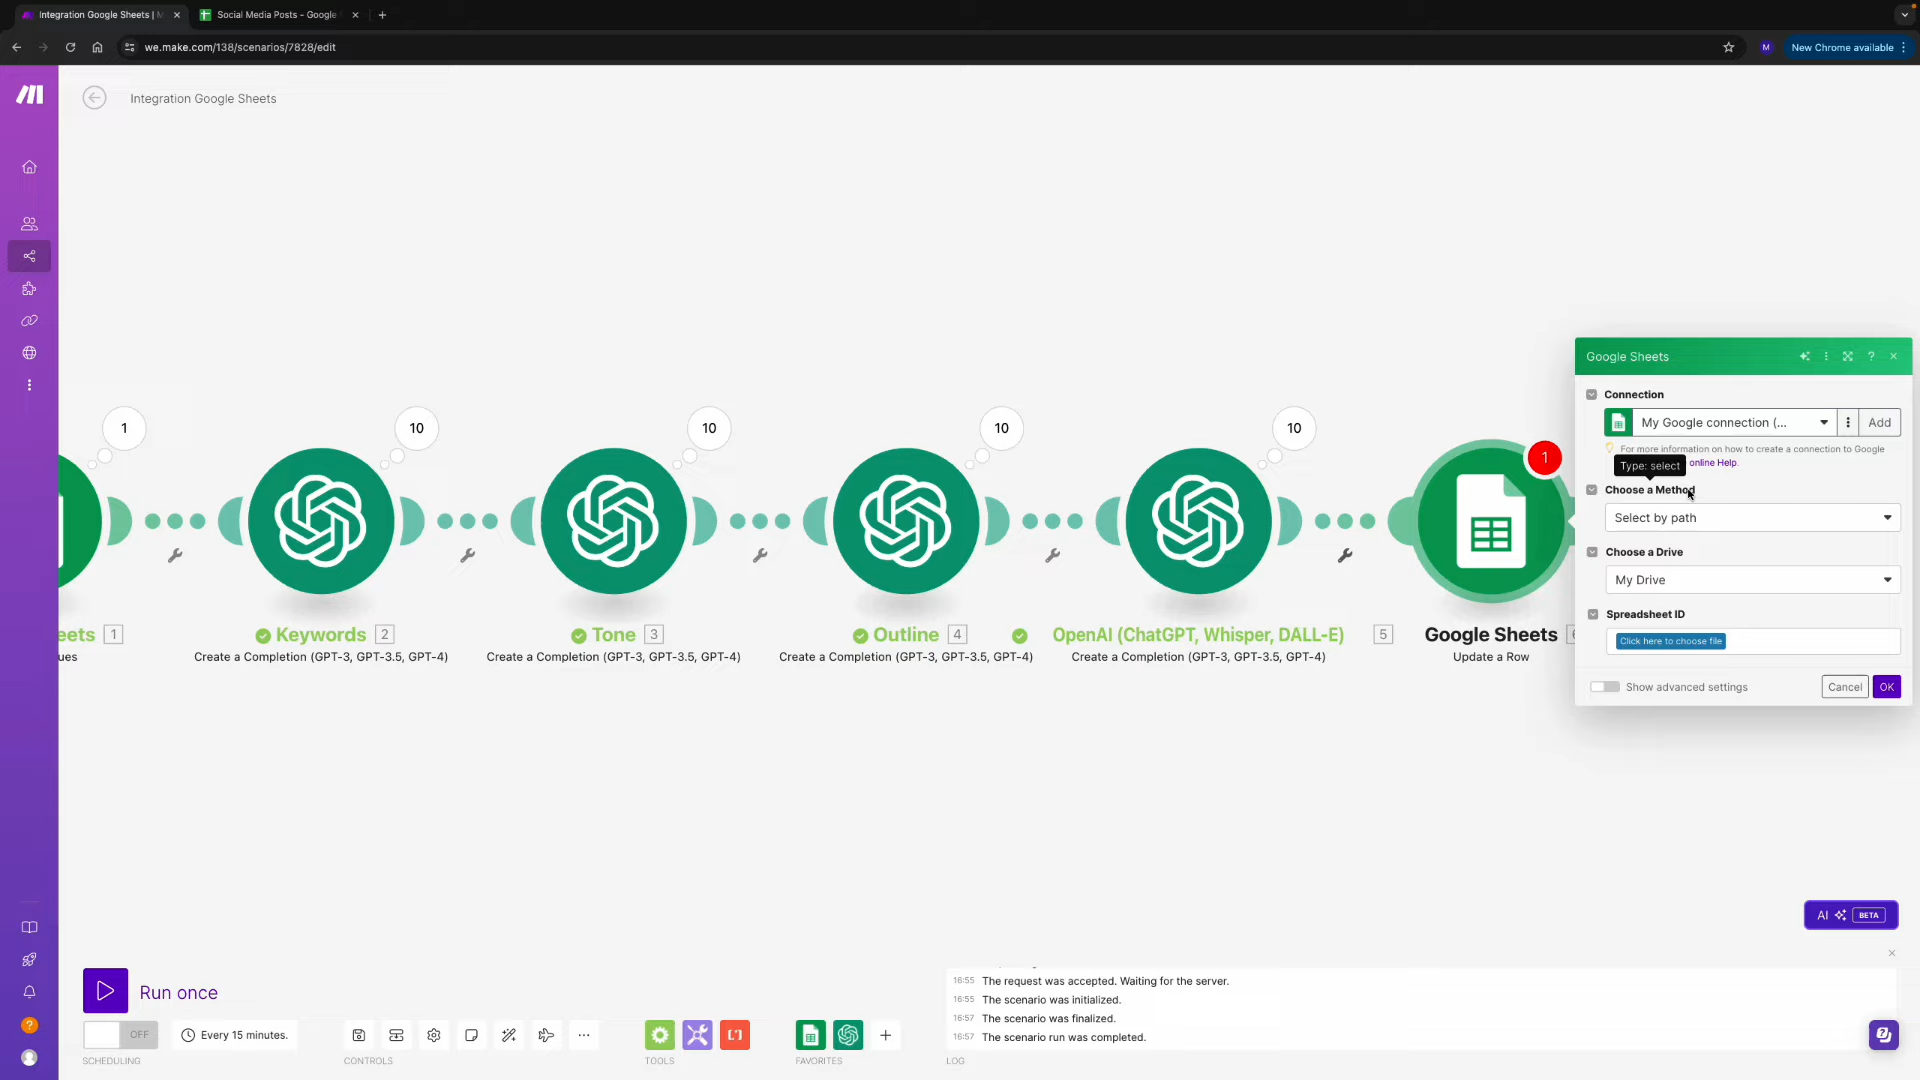 Integration Google Sheets | M
Social Media Posts - Google
we.make.com/138/scenarios/7828/edit
M
New Chrome available
Integration Google Sheets
Google Sheets
?
Connection
My Google connection (...
Add
For more information on how to create a connection to Google
online Help.
Type: select
Choose a Method
Select by path
Choose a Drive
My Drive
Spreadsheet ID
Click here to choose file
Show advanced settings
Cancel
OK
1
10
10
10
10
1
eets 1
ues
Keywords 2
Create a Completion (GPT-3, GPT-3.5, GPT-4)
Tone 3
Create a Completion (GPT-3, GPT-3.5, GPT-4)
Outline 4
Create a Completion (GPT-3, GPT-3.5, GPT-4)
OpenAI (ChatGPT, Whisper, DALL-E) 5
Create a Completion (GPT-3, GPT-3.5, GPT-4)
Google Sheets
Update a Row
AI BETA
Run once
16:55 The request was accepted. Waiting for the server.
16:55 The scenario was initialized.
16:57 The scenario was finalized.
16:57 The scenario run was completed.
OFF
Every 15 minutes.
SCHEDULING
CONTROLS
TOOLS
FAVORITES
LOG